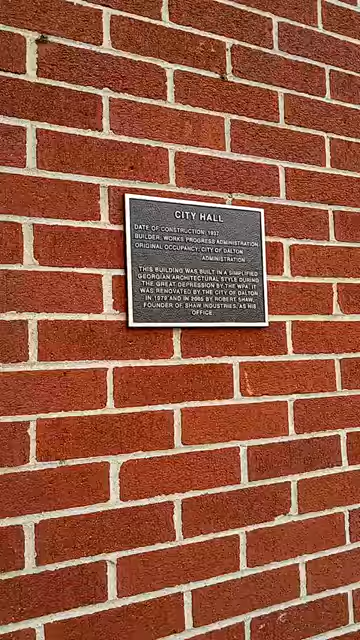 CITY HALL
DATE OF CONSTRUCTION: 1937
BUILDER: WORKS PROGRESS ADMINISTRATION
ORIGINAL OCCUPANCY: CITY OF DALTON
ADMINISTRATION
THIS BUILDING WAS BUILT IN A SIMPLIFIED
GEORGIAN ARCHITECTURAL STYLE DURING
THE GREAT DEPRESSION BY THE WPA. IT
WAS RENOVATED BY THE CITY OF DALTON
IN 1978 AND IN 2005 BY ROBERT SHAW,
FOUNDER OF SHAW INDUSTRIES, AS HIS
OFFICE.